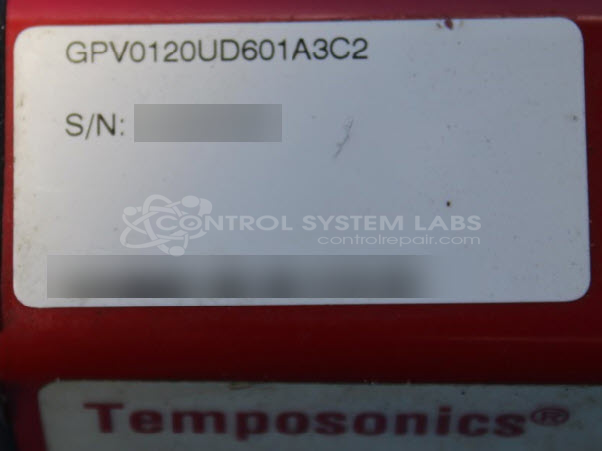 GPV0120UD601A3C2
S/N:
CONTROL SYSTEM LABS
controlrepair.com
Temposonics®